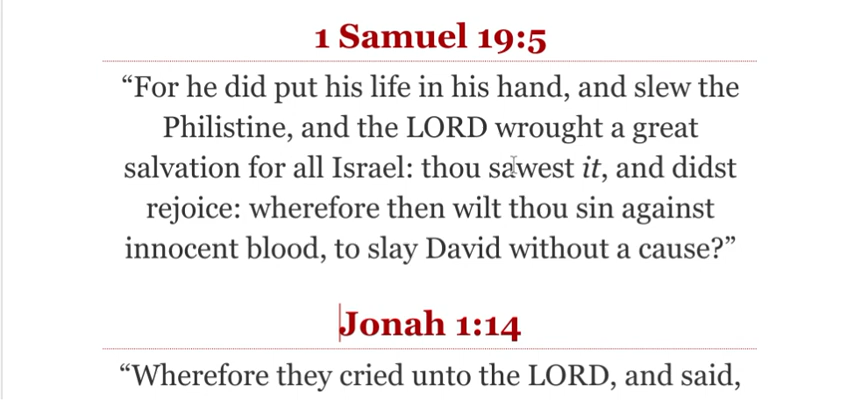 1 Samuel 19:5
“For he did put his life in his hand, and slew the
Philistine, and the LORD wrought a great
salvation for all Israel: thou sawest it, and didst
rejoice: wherefore then wilt thou sin against
innocent blood, to slay David without a cause?”
Jonah 1:14
“Wherefore they cried unto the LORD, and said,